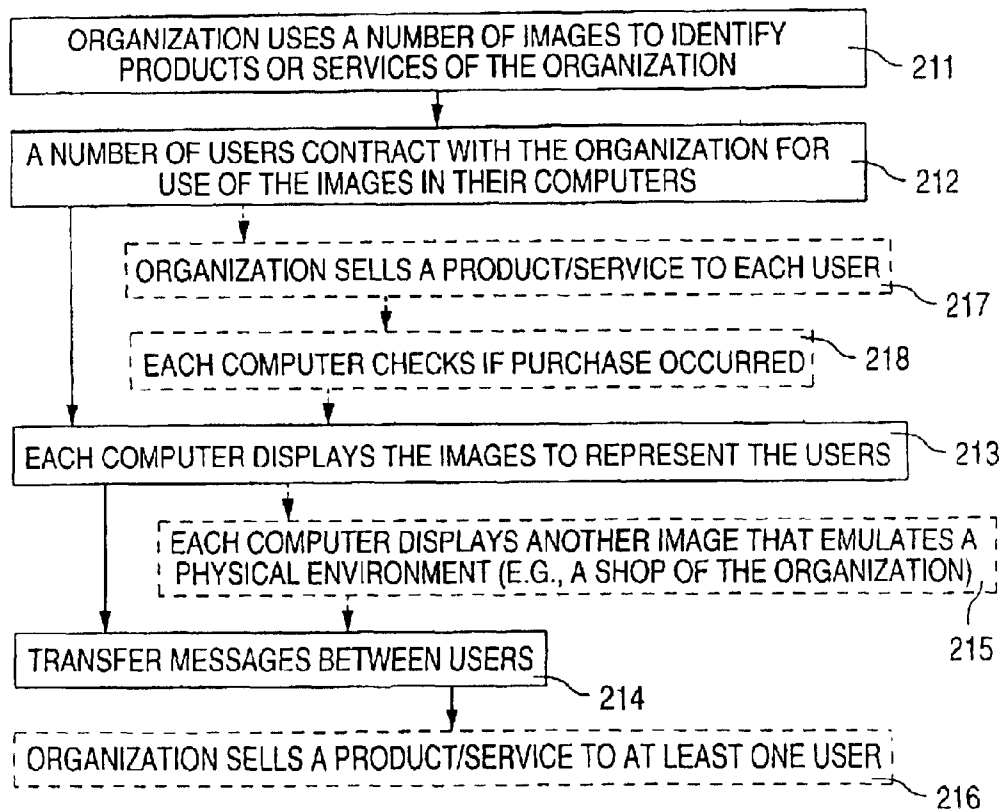 ORGANIZATION USES A NUMBER OF IMAGES TO IDENTIFY
PRODUCTS OR SERVICES OF THE ORGANIZATION
211
A NUMBER OF USERS CONTRACT WITH THE ORGANIZATION FOR
USE OF THE IMAGES IN THEIR COMPUTERS
212
ORGANIZATION SELLS A PRODUCT/SERVICE TO EACH USER
217
218
EACH COMPUTER CHECKS IF PURCHASE OCCURRED
EACH COMPUTER DISPLAYS THE IMAGES TO REPRESENT THE USERS
213
EACH COMPUTER DISPLAYS ANOTHER IMAGE THAT EMULATES A
PHYSICAL ENVIRONMENT (E.G., A SHOP OF THE ORGANIZATION)
215
TRANSFER MESSAGES BETWEEN USERS
214
ORGANIZATION SELLS A PRODUCT/SERVICE TO AT LEAST ONE USER
216